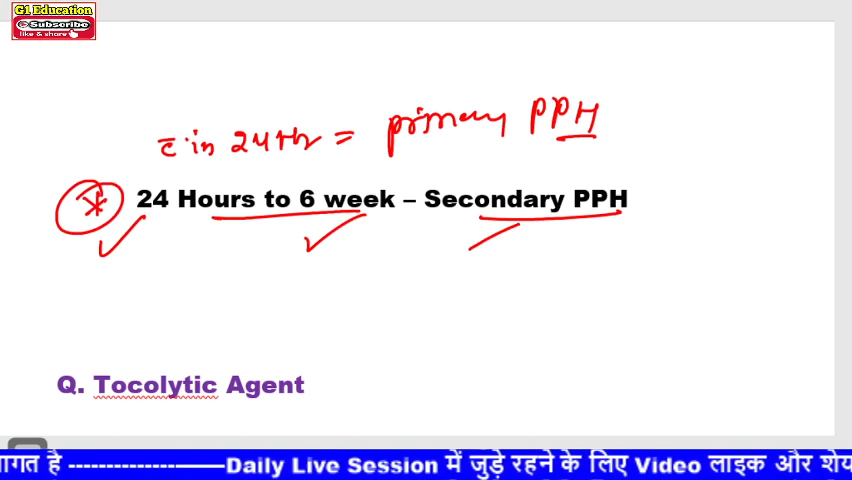 G1 Education
Subscribe
like & share
c̄ in 24 Hr = primary PPH
24 Hours to 6 week – Secondary PPH
Q. Tocolytic Agent
गत है ---------------——Daily Live Session में जुड़े रहने के लिए Video लाइक और शेय